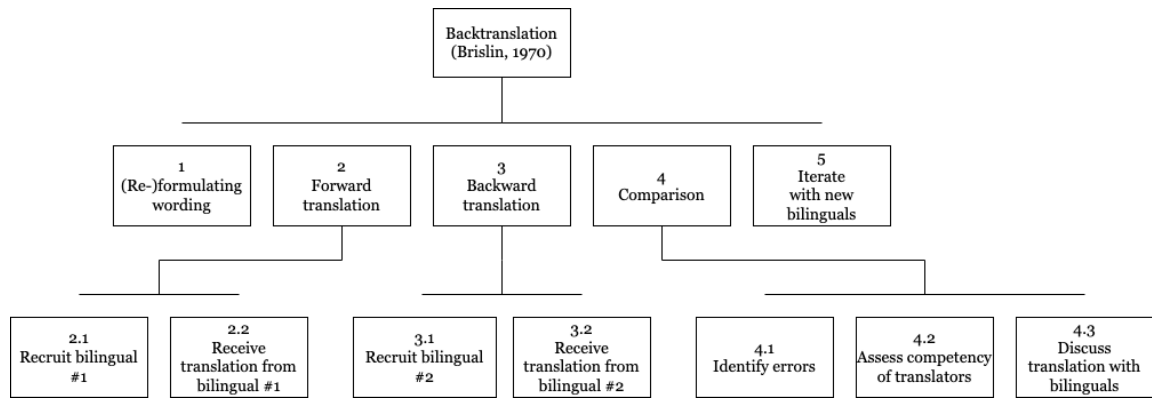 Backtranslation
(Brislin, 1970)
1
(Re-)formulating
wording
2
Forward
translation
3
Backward
translation
4
Comparison
5
Iterate
with new
bilinguals
2.1
Recruit bilingual
#1
2.2
Receive
translation from
bilingual #1
3.1
Recruit bilingual
#2
3.2
Receive
translation from
bilingual #2
4.1
Identify errors
4.2
Assess competency
of translators
4.3
Discuss
translation with
bilinguals